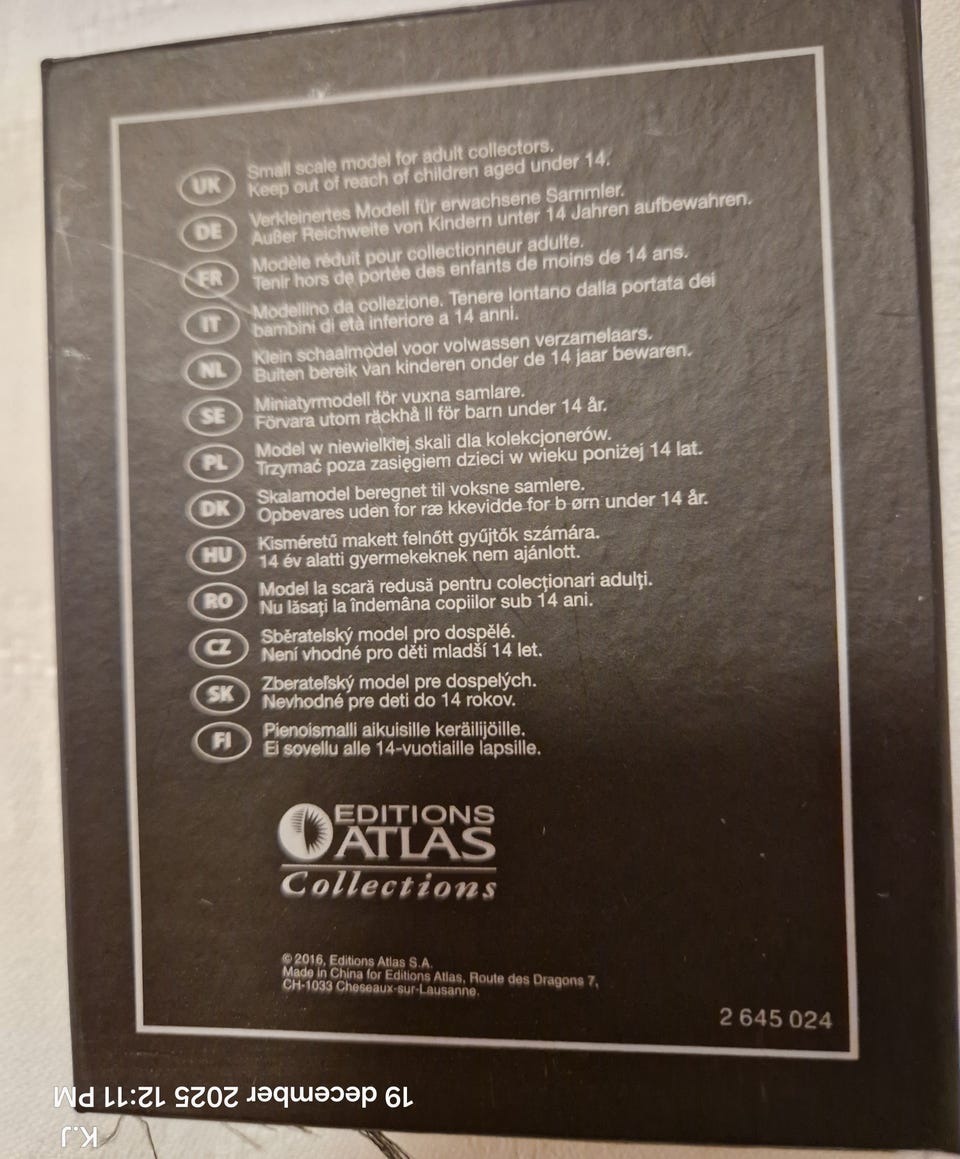 UK
Small scale model for adult collectors.
Keep out of reach of children aged under 14.
DE
Verkleinertes Modell für erwachsene Sammler.
Außer Reichweite von Kindern unter 14 Jahren aufbewahren.
FR
Modèle réduit pour collectionneur adulte.
Tenir hors de portée des enfants de moins de 14 ans.
IT
Modellino da collezione. Tenere lontano dalla portata dei
bambini di età inferiore a 14 anni.
NL
Klein schaalmodel voor volwassen verzamelaars.
Buiten bereik van kinderen onder de 14 jaar bewaren.
SE
Miniatyrmodell för vuxna samlare.
Förvara utom räckhå ll för barn under 14 år.
PL
Model w niewielkiej skali dla kolekcjonerów.
Trzymać poza zasięgiem dzieci w wieku poniżej 14 lat.
DK
Skalamodel beregnet til voksne samlere.
Opbevares uden for ræ kkevidde for b ørn under 14 år.
HU
Kisméretű makett felnőtt gyűjtők számára.
14 év alatti gyermekeknek nem ajánlott.
RO
Model la scară redusă pentru colecționari adulți.
Nu lăsați la îndemâna copiilor sub 14 ani.
CZ
Sběratelský model pro dospělé.
Není vhodné pro děti mladší 14 let.
SK
Zberateľský model pre dospelých.
Nevhodné pre deti do 14 rokov.
FI
Pienoismalli aikuisille keräilijöille.
Ei sovellu alle 14-vuotiaille lapsille.
EDITIONS
ATLAS
Collections
© 2016, Editions Atlas S.A.
Made in China for Editions Atlas, Route des Dragons 7,
CH-1033 Cheseaux-sur-Lausanne.
2 645 024
19 december 2025 12:11 PM
K.J